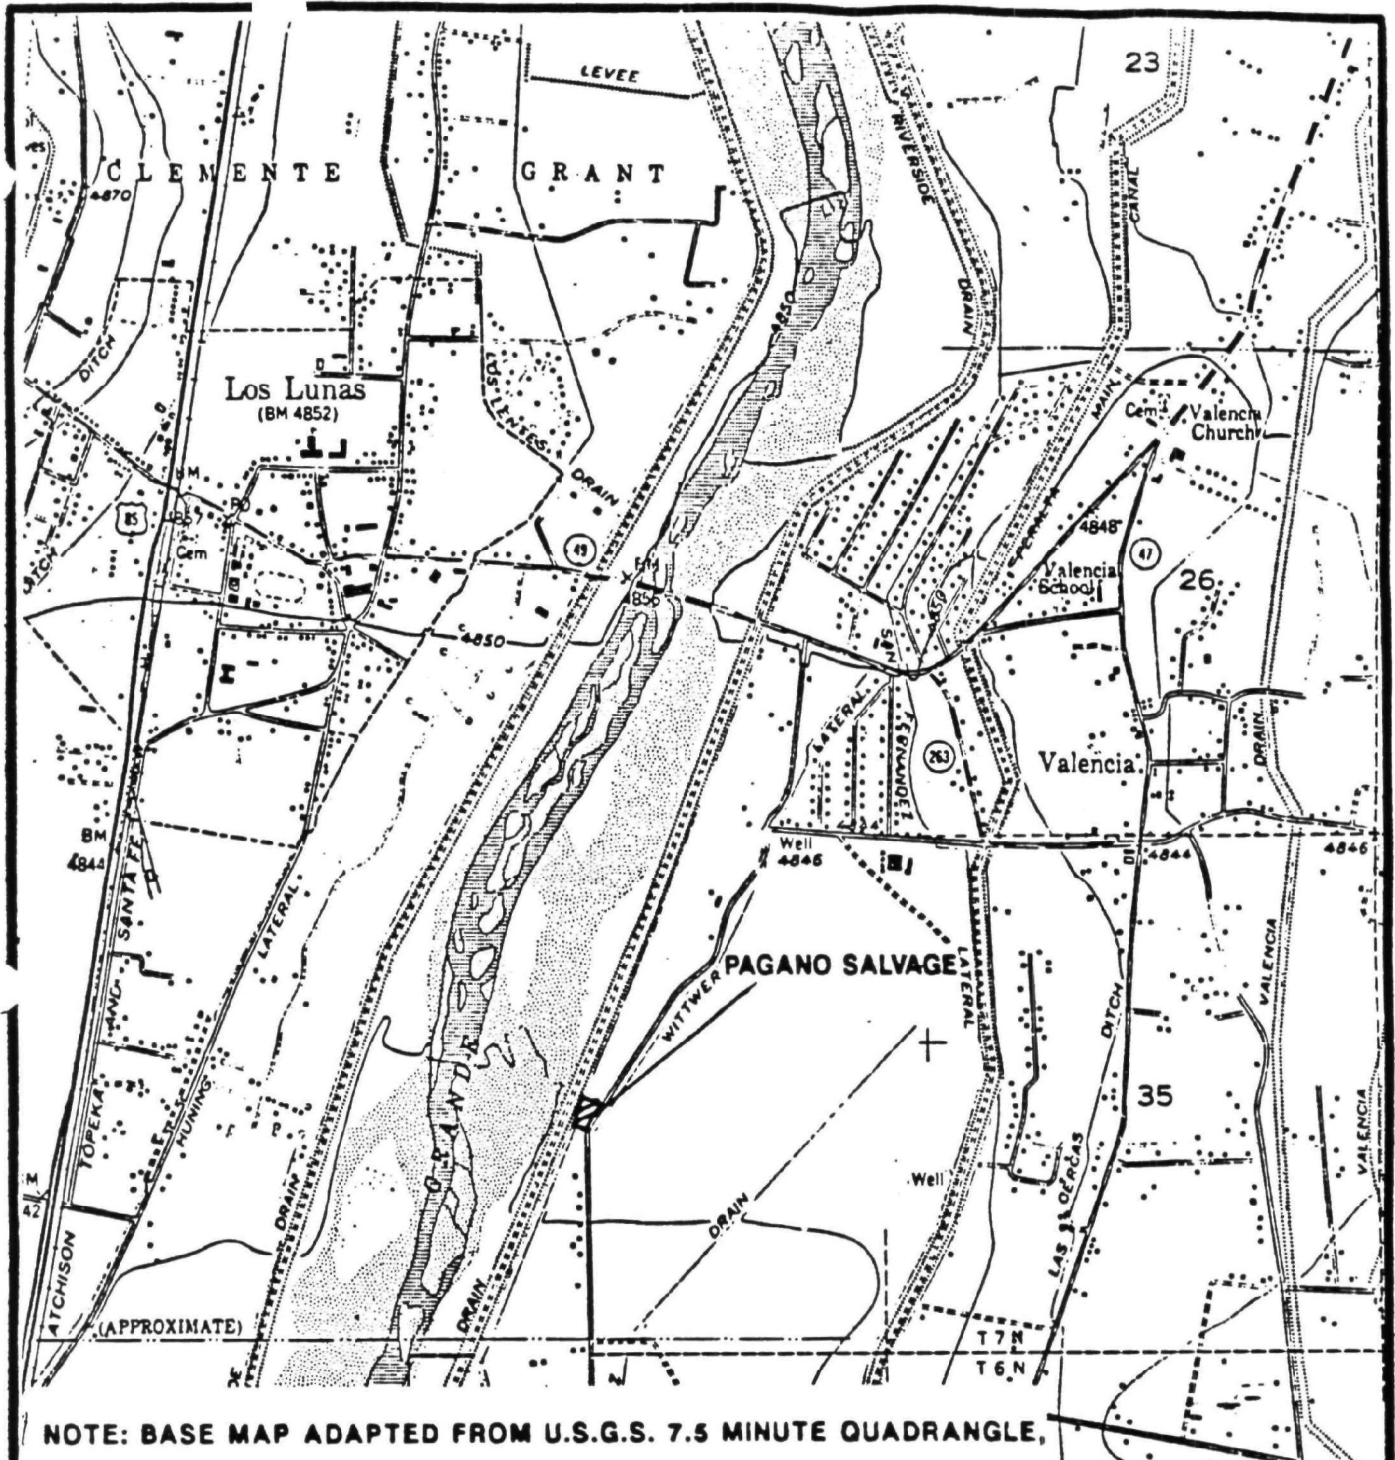 LEVEE
23
CLEMENTE GRANT
4870
RIVERSIDE
CANAL
DRAIN
4850
DITCH
Los Lunas
(BM 4852)
LOS LENTES
DRAIN
MAIN
Cem
Valencia
Church
BM
PO
85
4857
Cem
49
PERALTA
4848
47
Valencia
School
26
BM
4856
4850
4850
SAN
FERNANDEZ
LATERAL
263
Valencia
DRAIN
BM
4844
Well
4846
4844
4846
SANTA FE
LATERAL
PAGANO SALVAGE
WITTWER
LATERAL
VALENCIA
DITCH
AND
GRANDE
35
TOPEKA
HUNING
VALENCIA
Well
DRAIN
DRAIN
LAS CERCAS
ATCHISON
DRAIN
(APPROXIMATE)
T 7 N
T 6 N
NOTE: BASE MAP ADAPTED FROM U.S.G.S. 7.5 MINUTE QUADRANGLE,